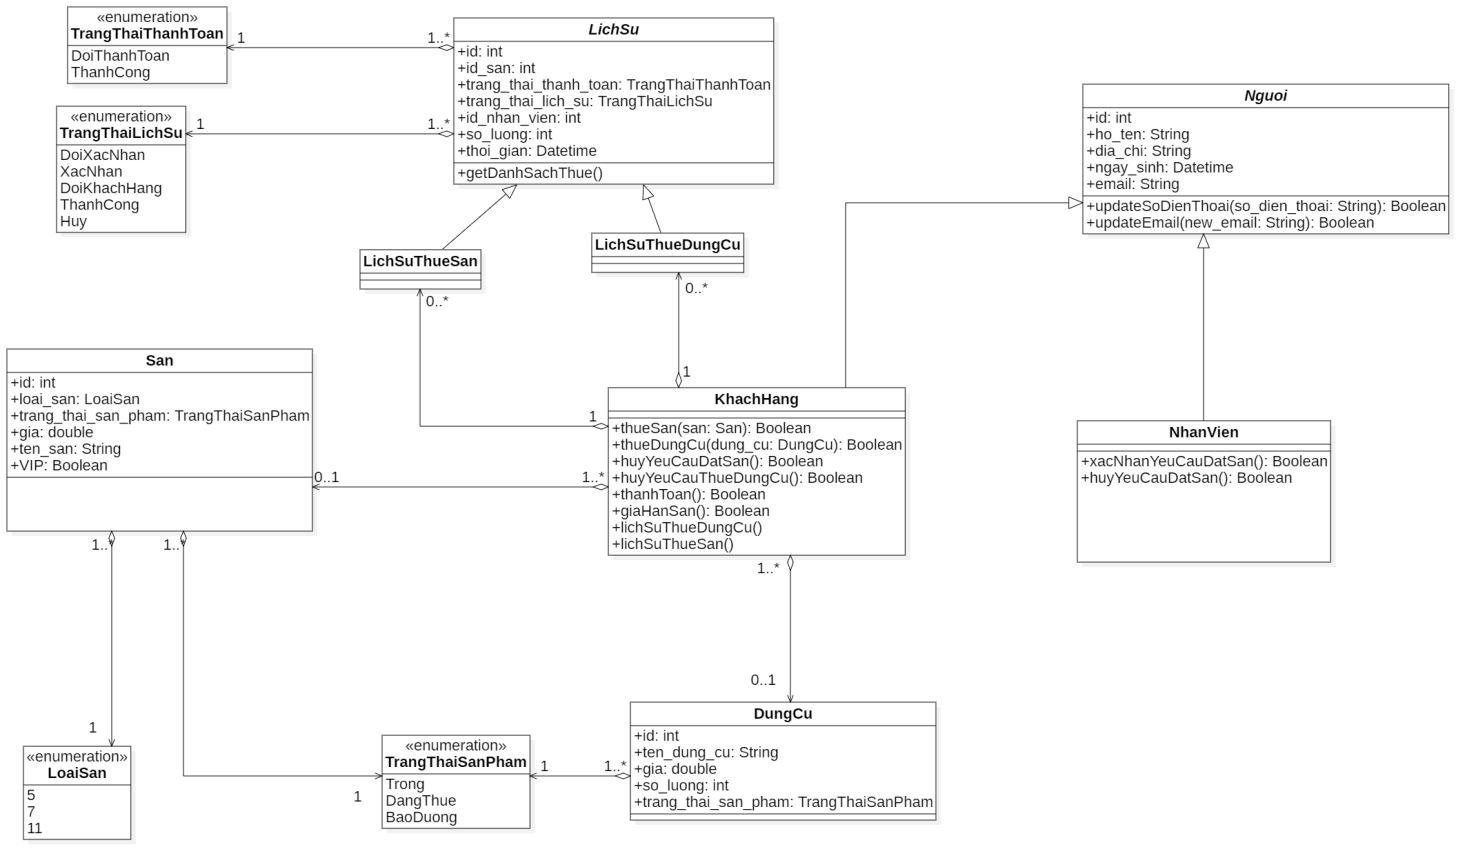 «enumeration»
TrangThaiThanhToan
DoiThanhToan
ThanhCong
1
1..*
«enumeration»
TrangThaiLichSu
DoiXacNhan
XacNhan
DoiKhachHang
ThanhCong
Huy
1
1..*
LichSu
+id: int
+id_san: int
+trang_thai_thanh_toan: TrangThaiThanhToan
+trang_thai_lich_su: TrangThaiLichSu
+id_nhan_vien: int
+so_luong: int
+thoi_gian: Datetime
+getDanhSachThue()
Nguoi
+id: int
+ho_ten: String
+dia_chi: String
+ngay_sinh: Datetime
+email: String
+updateSoDienThoai(so_dien_thoai: String): Boolean
+updateEmail(new_email: String): Boolean
LichSuThueSan
0..*
LichSuThueDungCu
0..*
1
1
San
+id: int
+loai_san: LoaiSan
+trang_thai_san_pham: TrangThaiSanPham
+gia: double
+ten_san: String
+VIP: Boolean
0..1
1..*
KhachHang
+thueSan(san: San): Boolean
+thueDungCu(dung_cu: DungCu): Boolean
+huyYeuCauDatSan(): Boolean
+huyYeuCauThueDungCu(): Boolean
+thanhToan(): Boolean
+giaHanSan(): Boolean
+lichSuThueDungCu()
+lichSuThueSan()
NhanVien
+xacNhanYeuCauDatSan(): Boolean
+huyYeuCauDatSan(): Boolean
1..*
1..*
1..*
0..1
1
1
«enumeration»
LoaiSan
5
7
11
«enumeration»
TrangThaiSanPham
Trong
DangThue
BaoDuong
1
1..*
DungCu
+id: int
+ten_dung_cu: String
+gia: double
+so_luong: int
+trang_thai_san_pham: TrangThaiSanPham